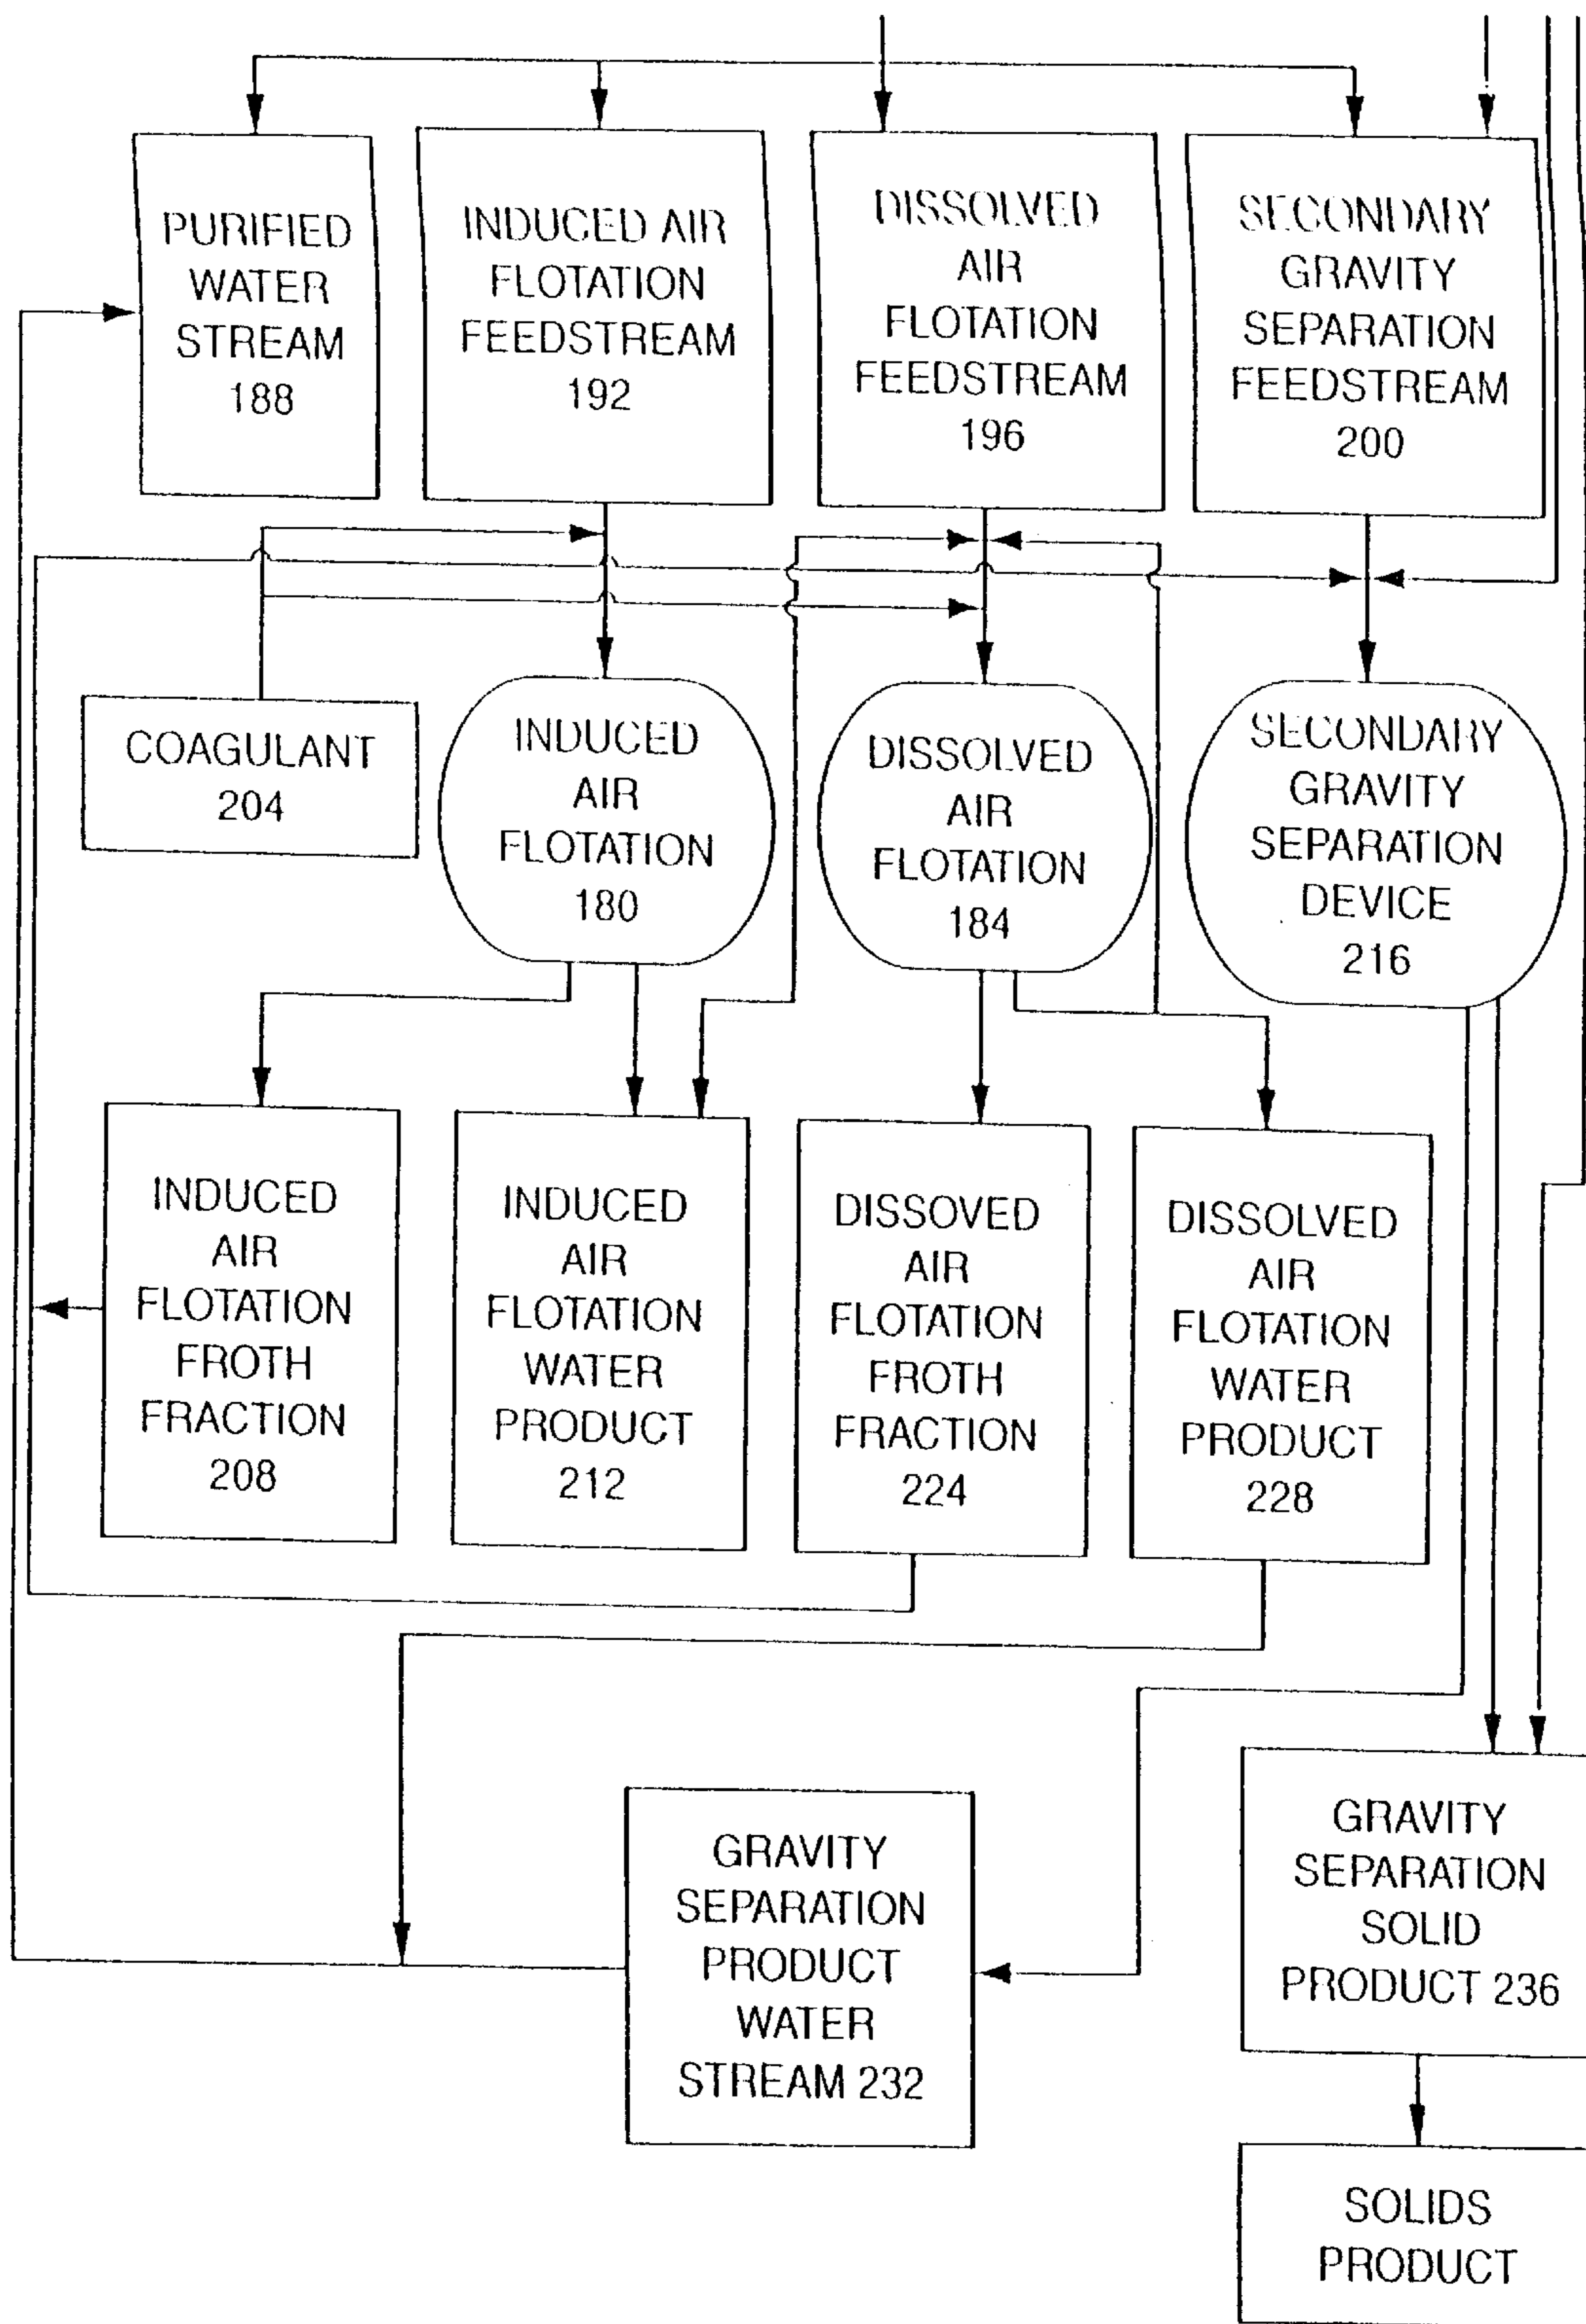 PURIFIED
WATER
STREAM
188
INDUCED AIR
FLOTATION
FEEDSTREAM
192
DISSOLVED
AIR
FLOTATION
FEEDSTREAM
196
SECONDARY
GRAVITY
SEPARATION
FEEDSTREAM
200
COAGULANT
204
INDUCED
AIR
FLOTATION
180
DISSOLVED
AIR
FLOTATION
184
SECONDARY
GRAVITY
SEPARATION
DEVICE
216
INDUCED
AIR
FLOTATION
FROTH
FRACTION
208
INDUCED
AIR
FLOTATION
WATER
PRODUCT
212
DISSOVED
AIR
FLOTATION
FROTH
FRACTION
224
DISSOLVED
AIR
FLOTATION
WATER
PRODUCT
228
GRAVITY
SEPARATION
PRODUCT
WATER
STREAM 232
GRAVITY
SEPARATION
SOLID
PRODUCT 236
SOLIDS
PRODUCT